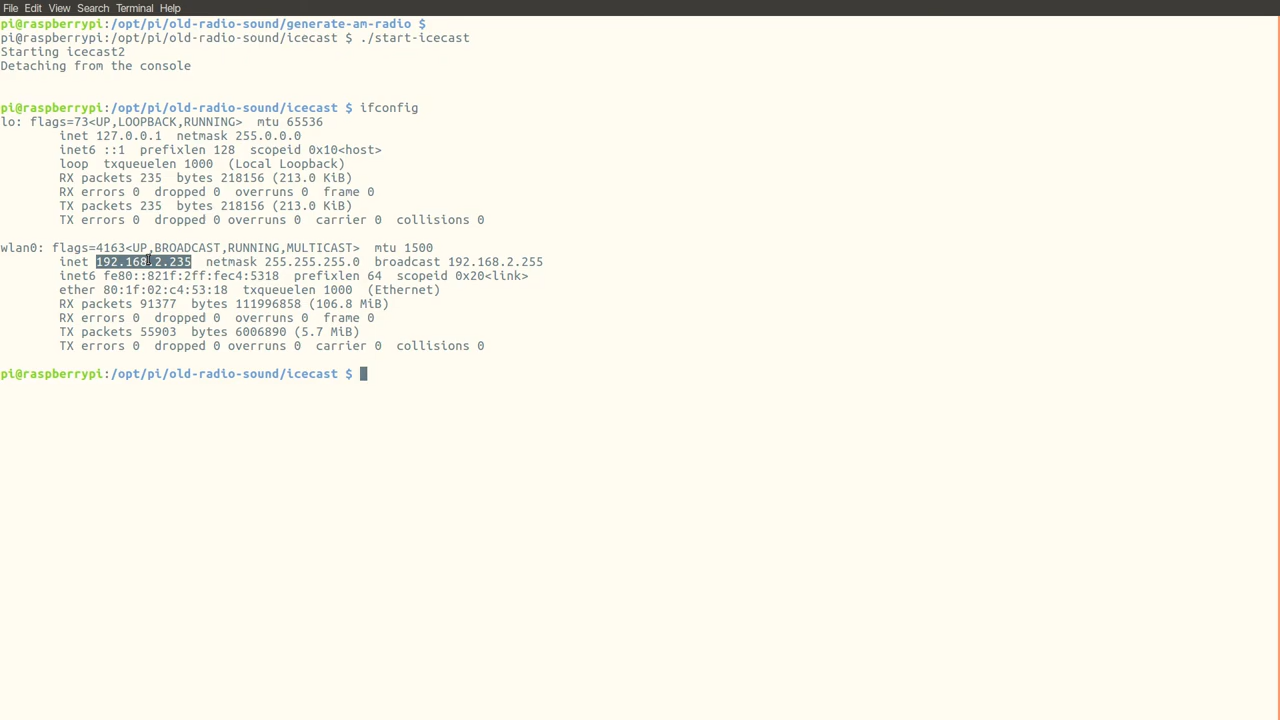 File Edit View Search Terminal Help
pi@raspberrypi:/opt/pi/old-radio-sound/generate-am-radio $
pi@raspberrypi:/opt/pi/old-radio-sound/icecast $ ./start-icecast
Starting icecast2
Detaching from the console
pi@raspberrypi:/opt/pi/old-radio-sound/icecast $ ifconfig
lo: flags=73<UP,LOOPBACK,RUNNING>  mtu 65536
        inet 127.0.0.1  netmask 255.0.0.0
        inet6 ::1  prefixlen 128  scopeid 0x10<host>
        loop  txqueuelen 1000  (Local Loopback)
        RX packets 235  bytes 218156 (213.0 KiB)
        RX errors 0  dropped 0  overruns 0  frame 0
        TX packets 235  bytes 218156 (213.0 KiB)
        TX errors 0  dropped 0 overruns 0  carrier 0  collisions 0
wlan0: flags=4163<UP,BROADCAST,RUNNING,MULTICAST>  mtu 1500
        inet 192.168.2.235  netmask 255.255.255.0  broadcast 192.168.2.255
        inet6 fe80::821f:2ff:fec4:5318  prefixlen 64  scopeid 0x20<link>
        ether 80:1f:02:c4:53:18  txqueuelen 1000  (Ethernet)
        RX packets 91377  bytes 111996858 (106.8 MiB)
        RX errors 0  dropped 0  overruns 0  frame 0
        TX packets 55903  bytes 6006890 (5.7 MiB)
        TX errors 0  dropped 0 overruns 0  carrier 0  collisions 0
pi@raspberrypi:/opt/pi/old-radio-sound/icecast $